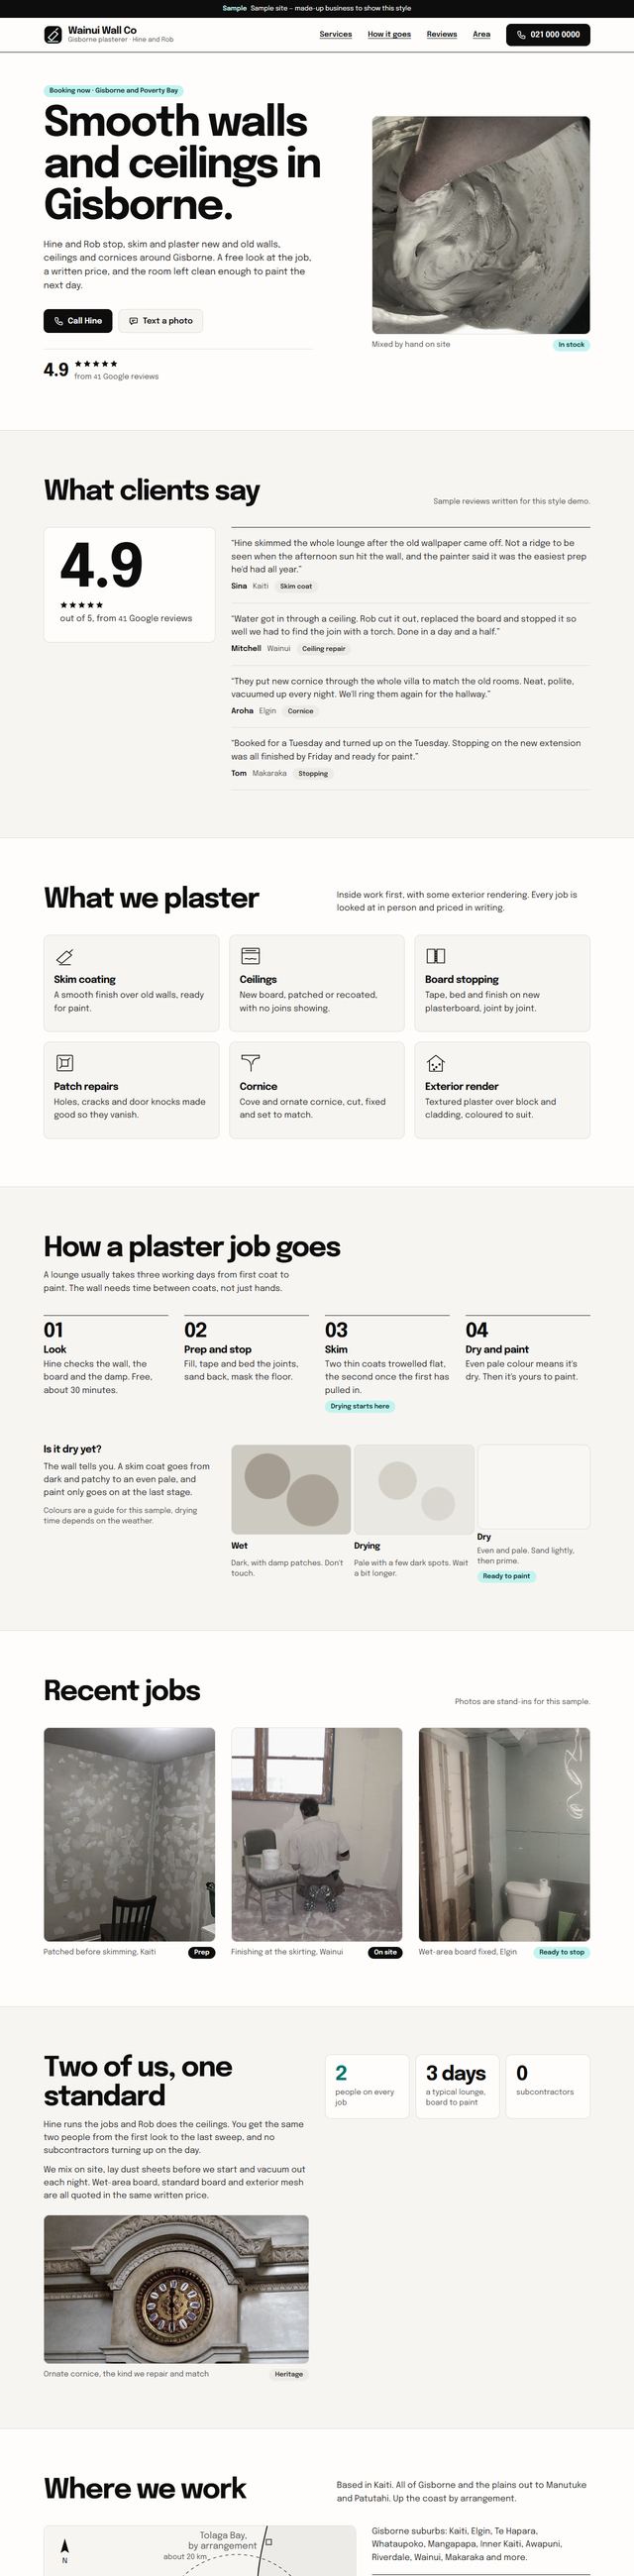 Sample Sample site – made-up business to show this style
Wainui Wall Co
Gisborne plasterer · Hine and Rob
Services How it goes Reviews Area 021 000 0000
Booking now · Gisborne and Poverty Bay
Smooth walls
and ceilings in
Gisborne.
Hine and Rob stop, skim and plaster new and old walls,
ceilings and cornices around Gisborne. A free look at the job,
a written price, and the room left clean enough to paint the
next day.
Call Hine Text a photo
4.9 ★★★★★
from 41 Google reviews
Mixed by hand on site In stock
What clients say
Sample reviews written for this style demo.
4.9
★★★★★
out of 5, from 41 Google reviews
"Hine skimmed the whole lounge after the old wallpaper came off. Not a ridge to be
seen when the afternoon sun hit the wall, and the painter said it was the easiest prep
he'd had all year."
Sina Kaiti Skim coat
"Water got in through a ceiling. Rob cut it out, replaced the board and stopped it so
well we had to find the join with a torch. Done in a day and a half."
Mitchell Wainui Ceiling repair
"They put new cornice through the whole villa to match the old rooms. Neat, polite,
vacuumed up every night. We'll ring them again for the hallway."
Aroha Elgin Cornice
"Booked for a Tuesday and turned up on the Tuesday. Stopping on the new extension
was all finished by Friday and ready for paint."
Tom Makaraka Stopping
What we plaster
Inside work first, with some exterior rendering. Every job is
looked at in person and priced in writing.
Skim coating
A smooth finish over old walls, ready
for paint.
Ceilings
New board, patched or recoated,
with no joins showing.
Board stopping
Tape, bed and finish on new
plasterboard, joint by joint.
Patch repairs
Holes, cracks and door knocks made
good so they vanish.
Cornice
Cove and ornate cornice, cut, fixed
and set to match.
Exterior render
Textured plaster over block and
cladding, coloured to suit.
How a plaster job goes
A lounge usually takes three working days from first coat to
paint. The wall needs time between coats, not just hands.
01
Look
Hine checks the wall, the
board and the damp. Free,
about 30 minutes.
02
Prep and stop
Fill, tape and bed the joints,
sand back, mask the floor.
03
Skim
Two thin coats trowelled flat,
the second once the first has
pulled in.
Drying starts here
04
Dry and paint
Even pale colour means it's
dry. Then it's yours to paint.
Is it dry yet?
The wall tells you. A skim coat goes from
dark and patchy to an even pale, and
paint only goes on at the last stage.
Colours are a guide for this sample, drying
time depends on the weather.
Wet
Dark, with damp patches. Don't
touch.
Drying
Pale with a few dark spots. Wait
a bit longer.
Dry
Even and pale. Sand lightly,
then prime.
Ready to paint
Recent jobs
Photos are stand-ins for this sample.
Patched before skimming, Kaiti Prep
Finishing at the skirting, Wainui On site
Wet-area board fixed, Elgin Ready to stop
Two of us, one
standard
Hine runs the jobs and Rob does the ceilings. You get the same
two people from the first look to the last sweep, and no
subcontractors turning up on the day.
We mix on site, lay dust sheets before we start and vacuum out
each night. Wet-area board, standard board and exterior mesh
are all quoted in the same written price.
2
people on every
job
3 days
a typical lounge,
board to paint
0
subcontractors
Ornate cornice, the kind we repair and match Heritage
Where we work
Based in Kaiti. All of Gisborne and the plains out to Manutuke
and Patutahi. Up the coast by arrangement.
N
Tolaga Bay,
by arrangement
about 20 km
Gisborne suburbs: Kaiti, Elgin, Te Hapara,
Whataupoko, Mangapapa, Inner Kaiti, Awapuni,
Riverdale, Wainui, Makaraka and more.